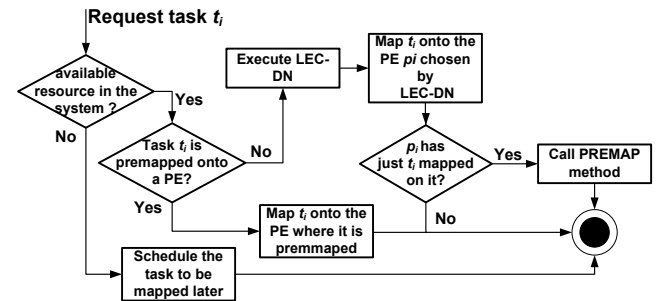 Request task ti
available
resource in the
system ?
Yes
No
Task ti is
premapped onto
a PE?
No
Yes
Execute LEC-
DN
Map ti onto the
PE pi chosen
by
LEC-DN
pi has
just ti mapped
on it?
Yes
No
Call PREMAP
method
Map ti onto the
PE where it is
premmaped
Schedule the
task to be
mapped later